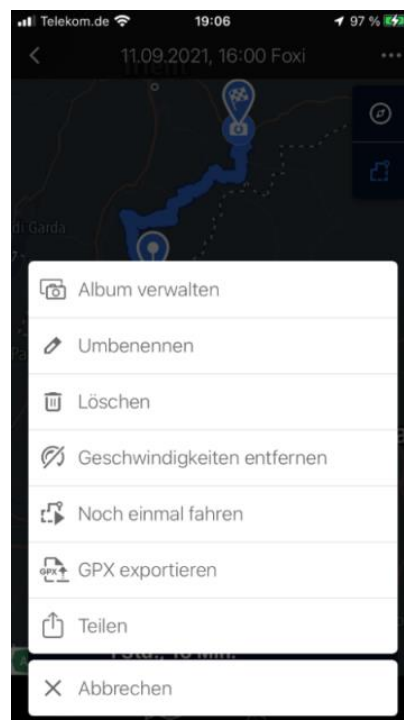 Telekom.de 19:06 97 %
11.09.2021, 16:00 Foxi
di Garda
Album verwalten
Umbenennen
Löschen
Geschwindigkeiten entfernen
Noch einmal fahren
GPX GPX exportieren
Teilen
Abbrechen